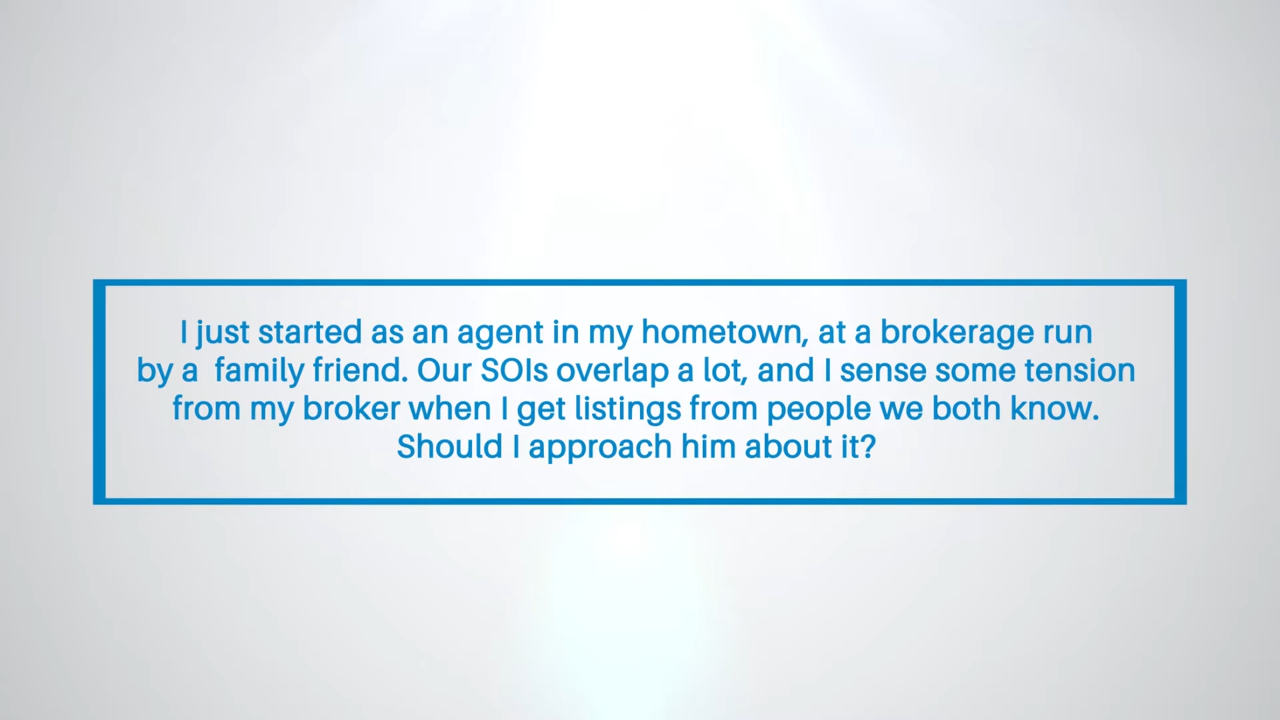 I just started as an agent in my hometown, at a brokerage run
by a  family friend. Our SOIs overlap a lot, and I sense some tension
from my broker when I get listings from people we both know.
Should I approach him about it?